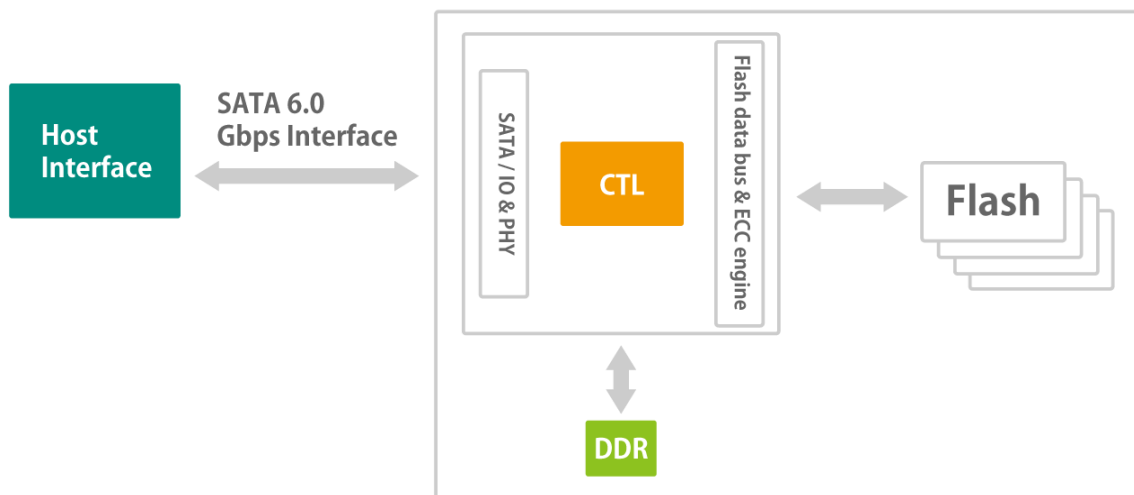 Host
Interface
SATA 6.0
Gbps Interface
SATA / IO & PHY
CTL
Flash data bus & ECC engine
Flash
DDR